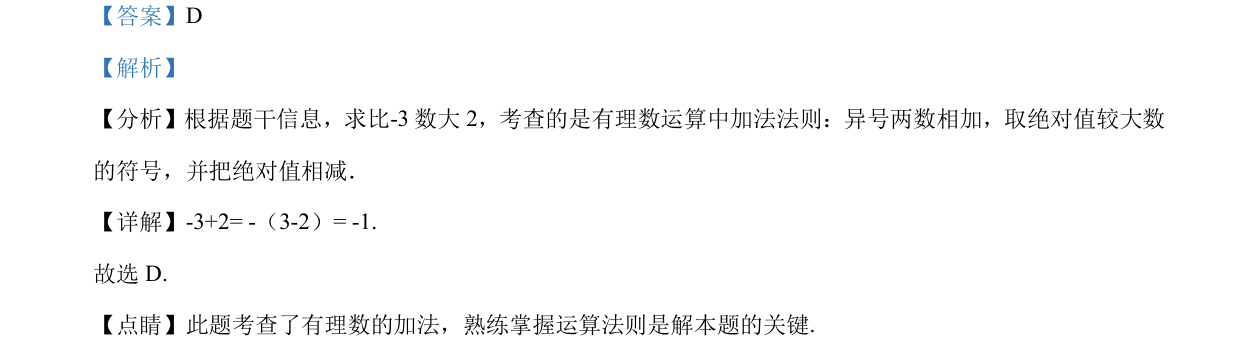 【答案】D
【解析】
【分析】根据题干信息，求比-3 数大 2，考查的是有理数运算中加法法则：异号两数相加，取绝对值较大数
的符号，并把绝对值相减．
【详解】-3+2= -（3-2）= -1.
故选 D.
【点睛】此题考查了有理数的加法，熟练掌握运算法则是解本题的关键.